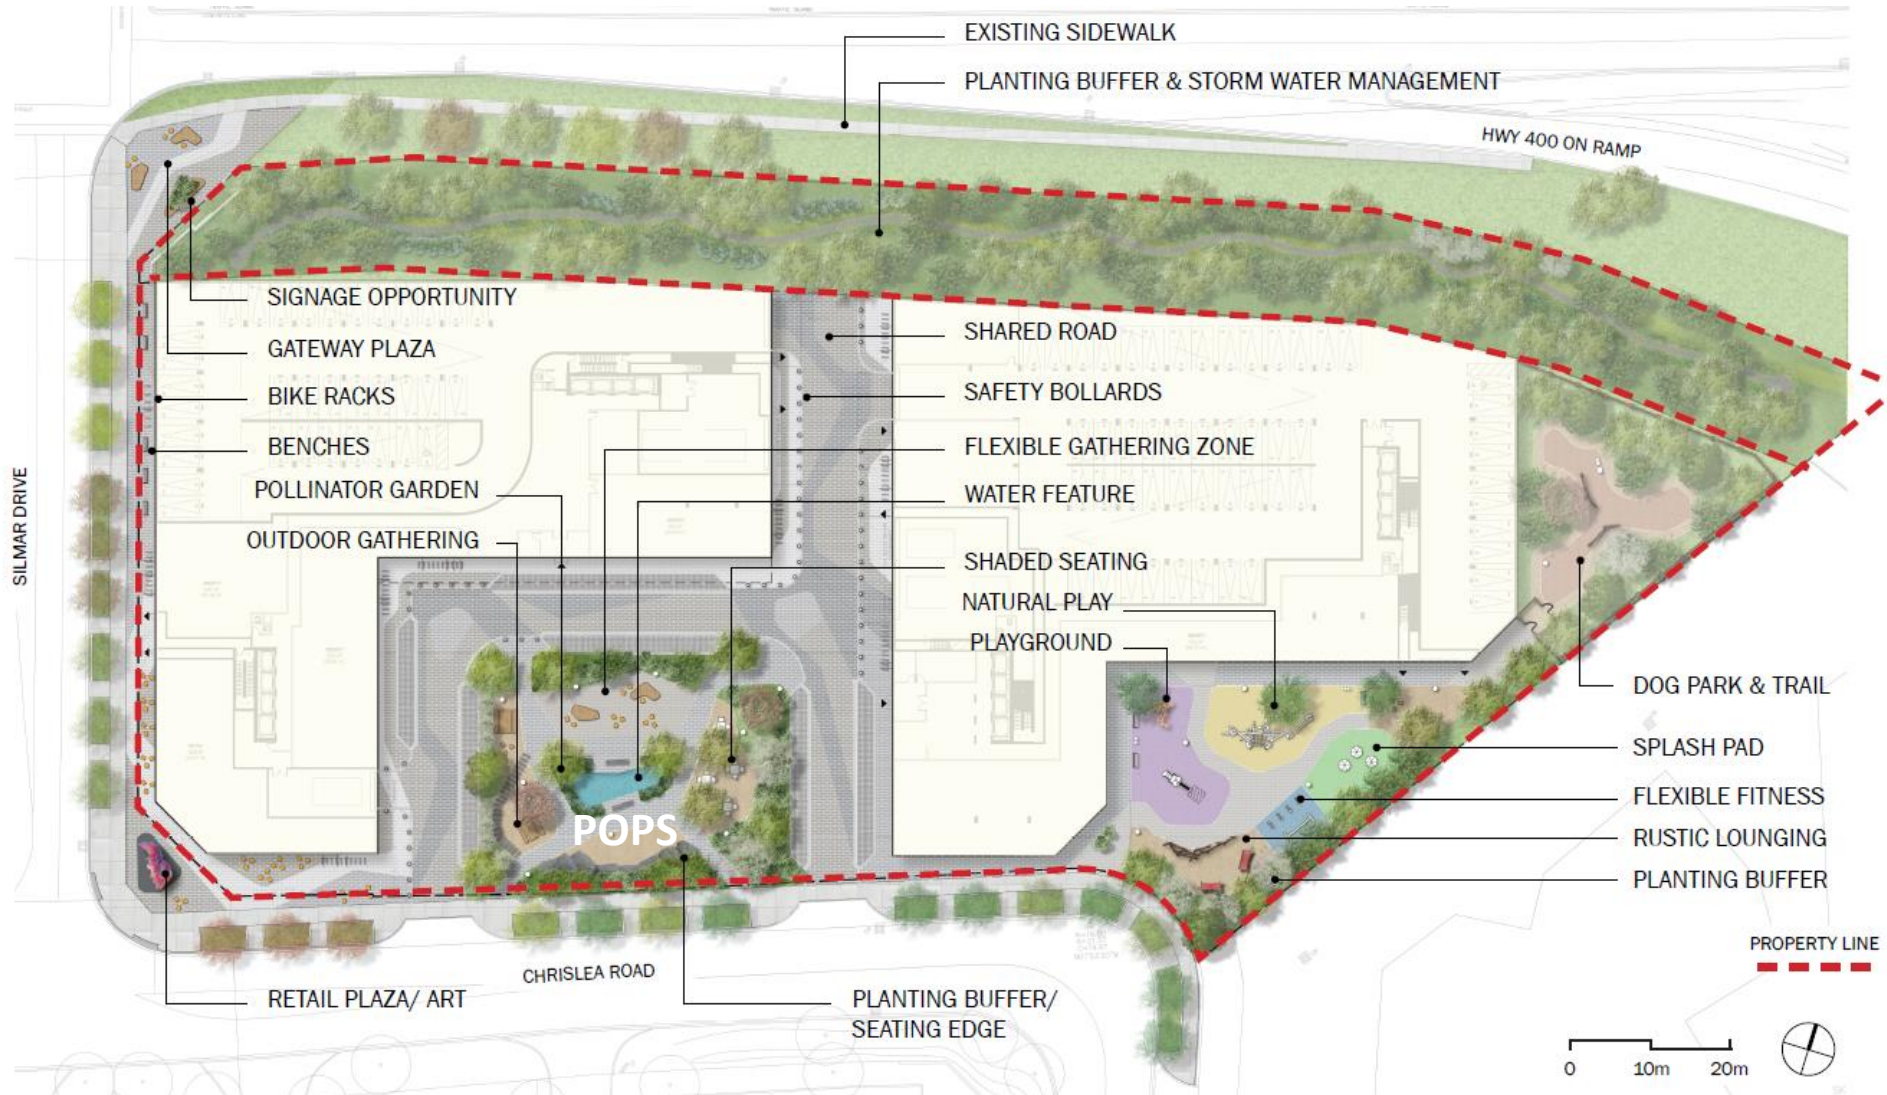 EXISTING SIDEWALK
PLANTING BUFFER & STORM WATER MANAGEMENT
HWY 400 ON RAMP
SIGNAGE OPPORTUNITY
GATEWAY PLAZA
BIKE RACKS
BENCHES
POLLINATOR GARDEN
OUTDOOR GATHERING
SHARED ROAD
SAFETY BOLLARDS
FLEXIBLE GATHERING ZONE
WATER FEATURE
SHADED SEATING
NATURAL PLAY
PLAYGROUND
SILMAR DRIVE
DOG PARK & TRAIL
SPLASH PAD
FLEXIBLE FITNESS
RUSTIC LOUNGING
PLANTING BUFFER
POPS
PROPERTY LINE
CHRISLEA ROAD
RETAIL PLAZA/ ART
PLANTING BUFFER/
SEATING EDGE
0 10m 20m